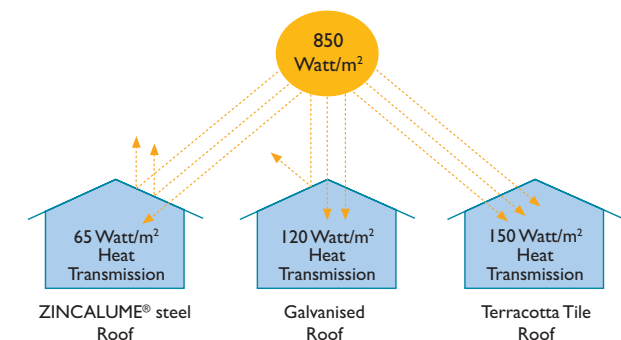 850
Watt/m²
65 Watt/m²
Heat
Transmission
120 Watt/m²
Heat
Transmission
150 Watt/m²
Heat
Transmission
ZINCALUME® steel
Roof
Galvanised
Roof
Terracotta Tile
Roof